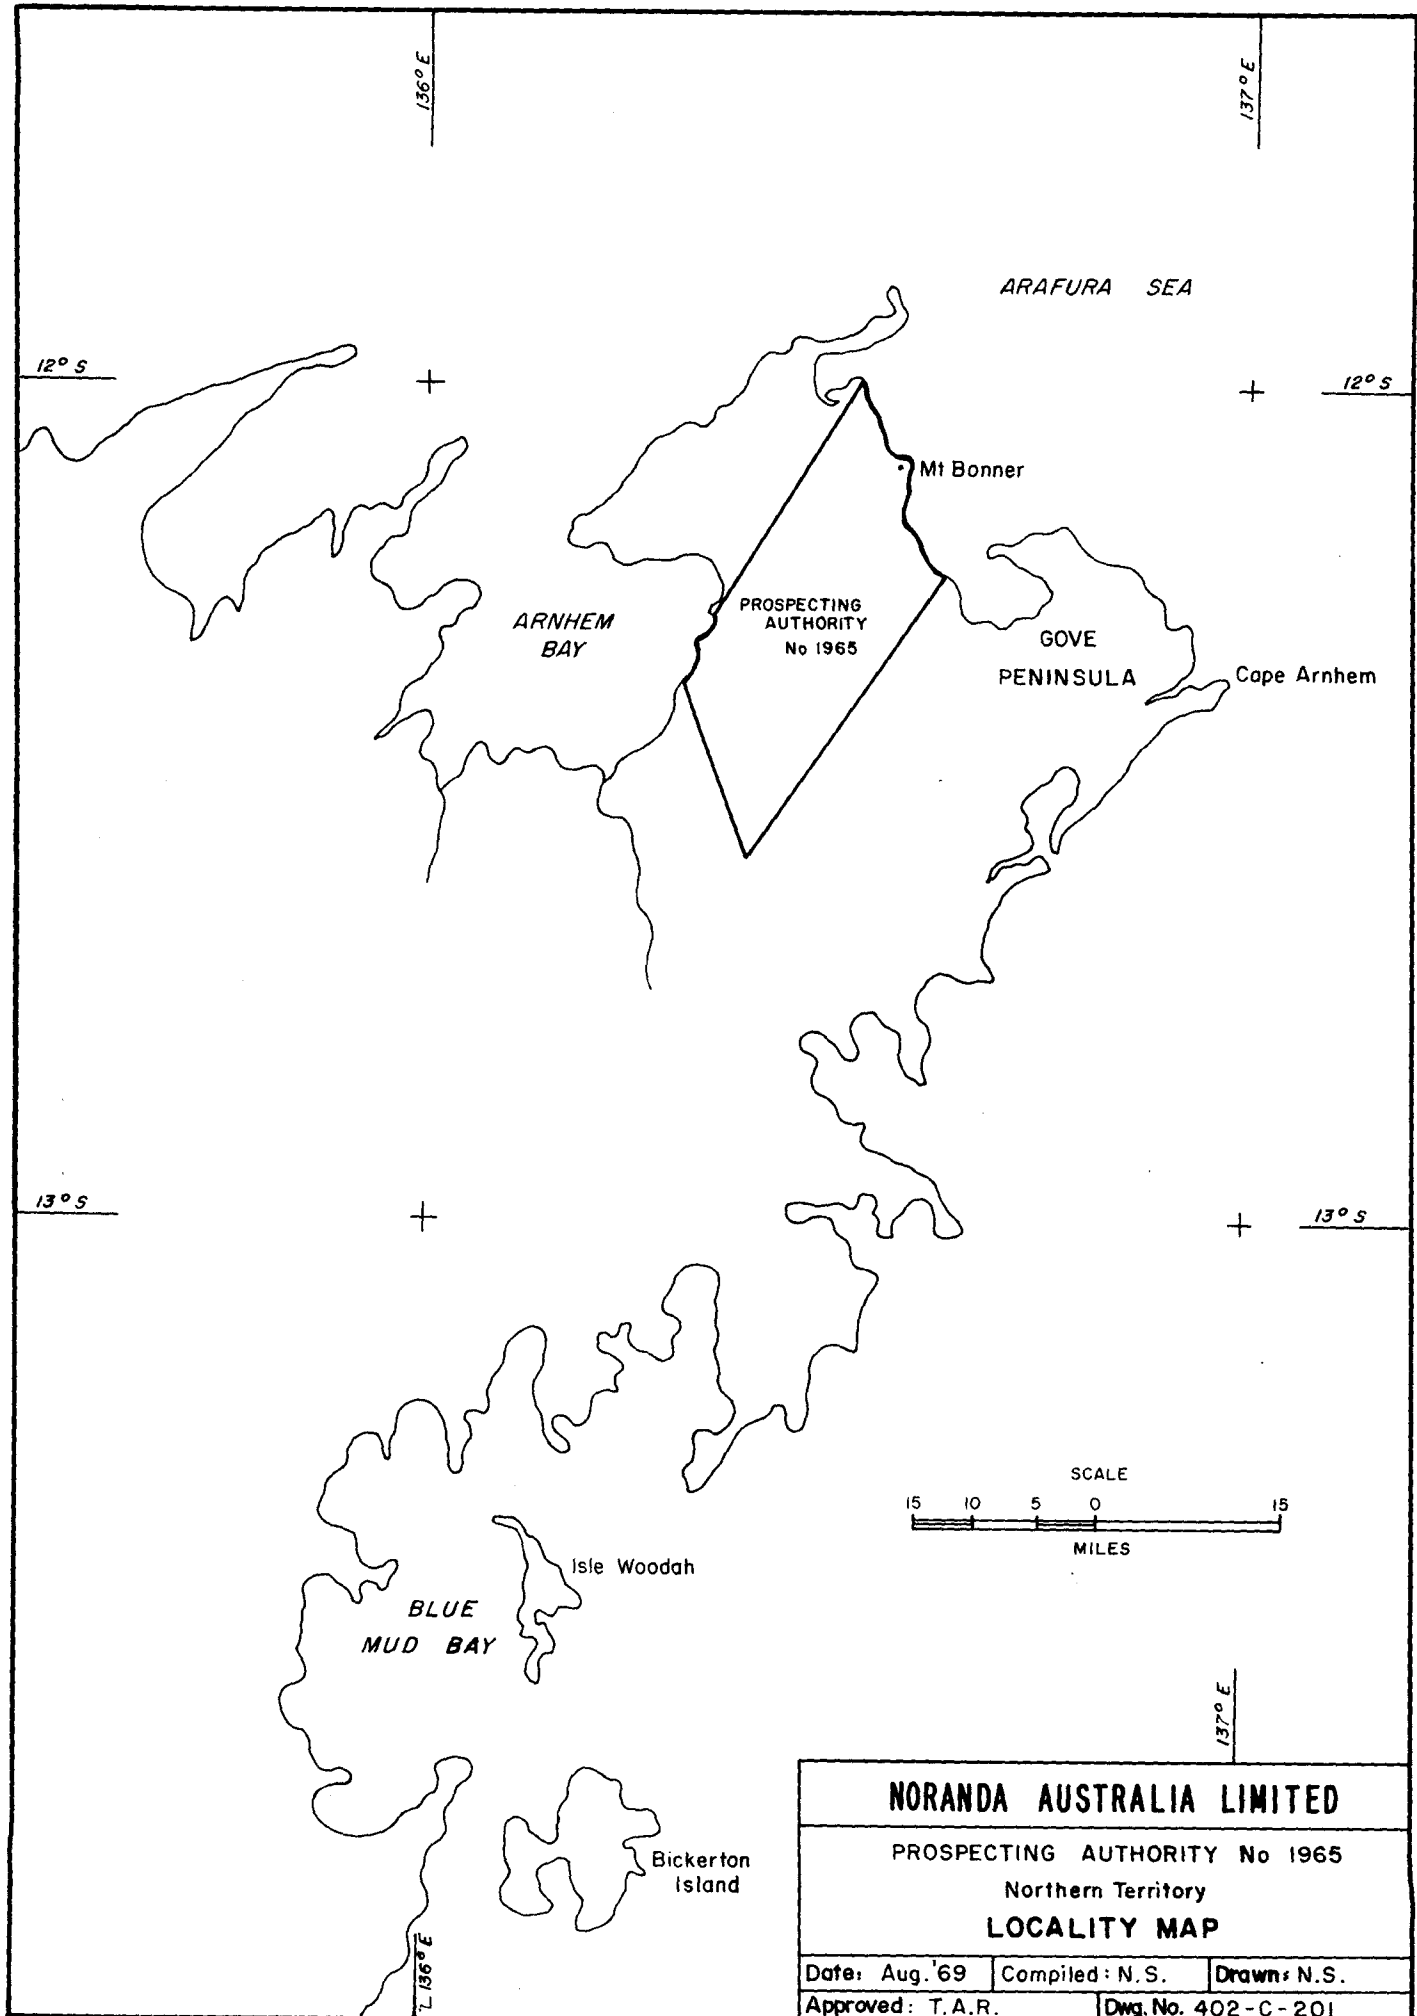 136° E
137° E
ARAFURA SEA
12° S
12° S
Mt Bonner
ARNHEM
BAY
PROSPECTING
AUTHORITY
No 1965
GOVE
PENINSULA
Cape Arnhem
13° S
13° S
SCALE
15 10 5 0 15
MILES
Isle Woodah
BLUE
MUD BAY
137° E
Bickerton
Island
136° E
NORANDA AUSTRALIA LIMITED
PROSPECTING AUTHORITY No 1965
Northern Territory
LOCALITY MAP
Date: Aug.'69 Compiled: N.S. Drawn: N.S.
Approved: T.A.R. Dwg. No. 402-C-201